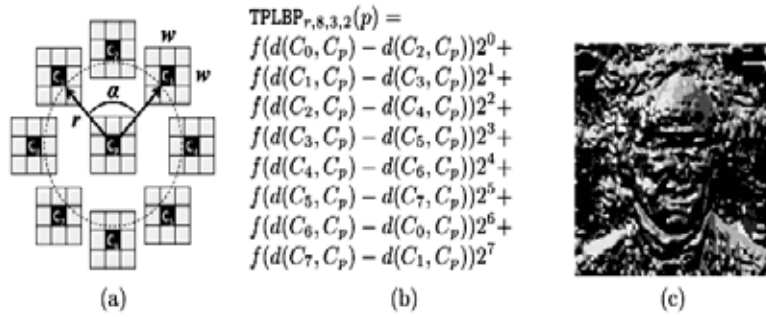 w
w
α
r
TPLBP_{r,8,3,2}(p) =
f(d(C_0, C_p) − d(C_2, C_p))2^0+
f(d(C_1, C_p) − d(C_3, C_p))2^1+
f(d(C_2, C_p) − d(C_4, C_p))2^2+
f(d(C_3, C_p) − d(C_5, C_p))2^3+
f(d(C_4, C_p) − d(C_6, C_p))2^4+
f(d(C_5, C_p) − d(C_7, C_p))2^5+
f(d(C_6, C_p) − d(C_0, C_p))2^6+
f(d(C_7, C_p) − d(C_1, C_p))2^7
(a) (b) (c)